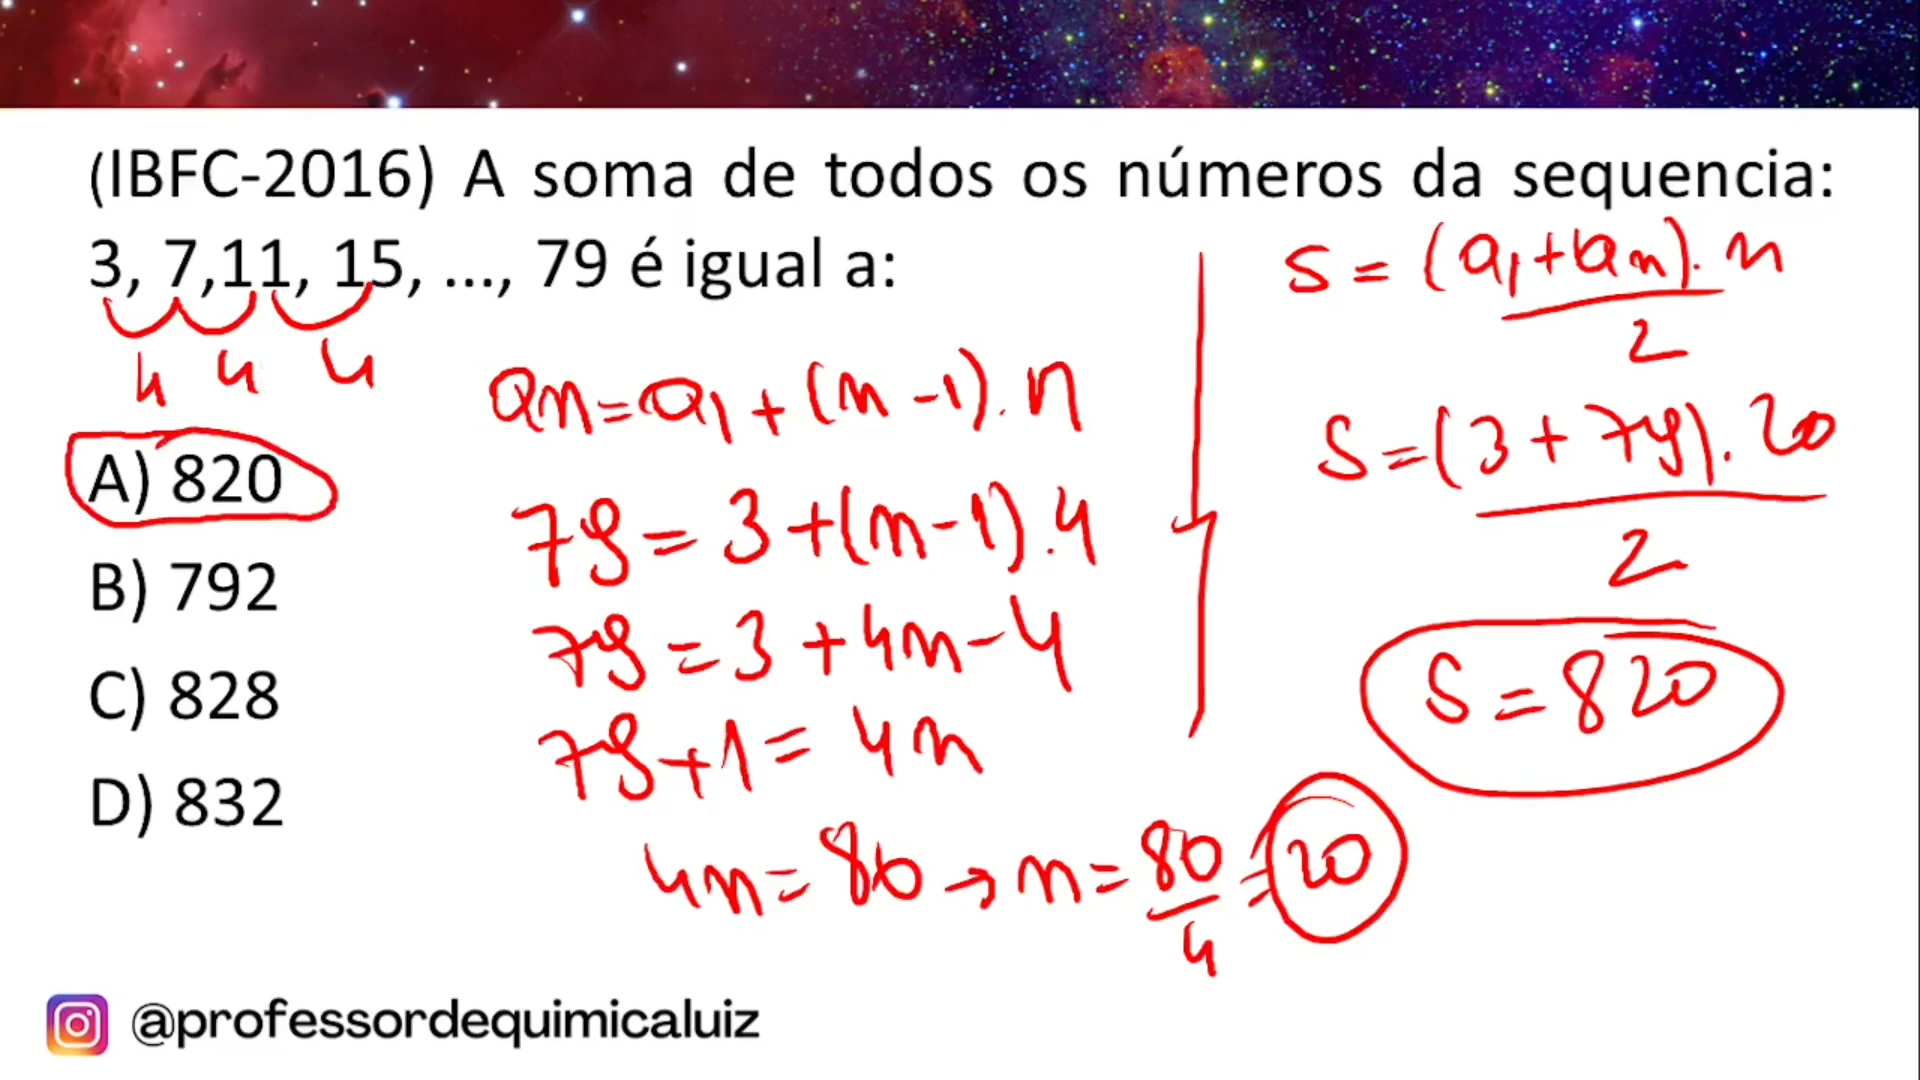 (IBFC-2016) A soma de todos os números da sequencia:
3, 7,11, 15, ..., 79 é igual a:
4 4 4
A) 820
B) 792
C) 828
D) 832
an = a1 + (n-1).r
79 = 3 + (n-1).4
79 = 3 + 4n - 4
79 + 1 = 4n
4n = 80 → n = 80/4 = 20
S = (a1 + an).n/2
S = (3 + 79).20/2
S = 820
@professordequimicaluiz